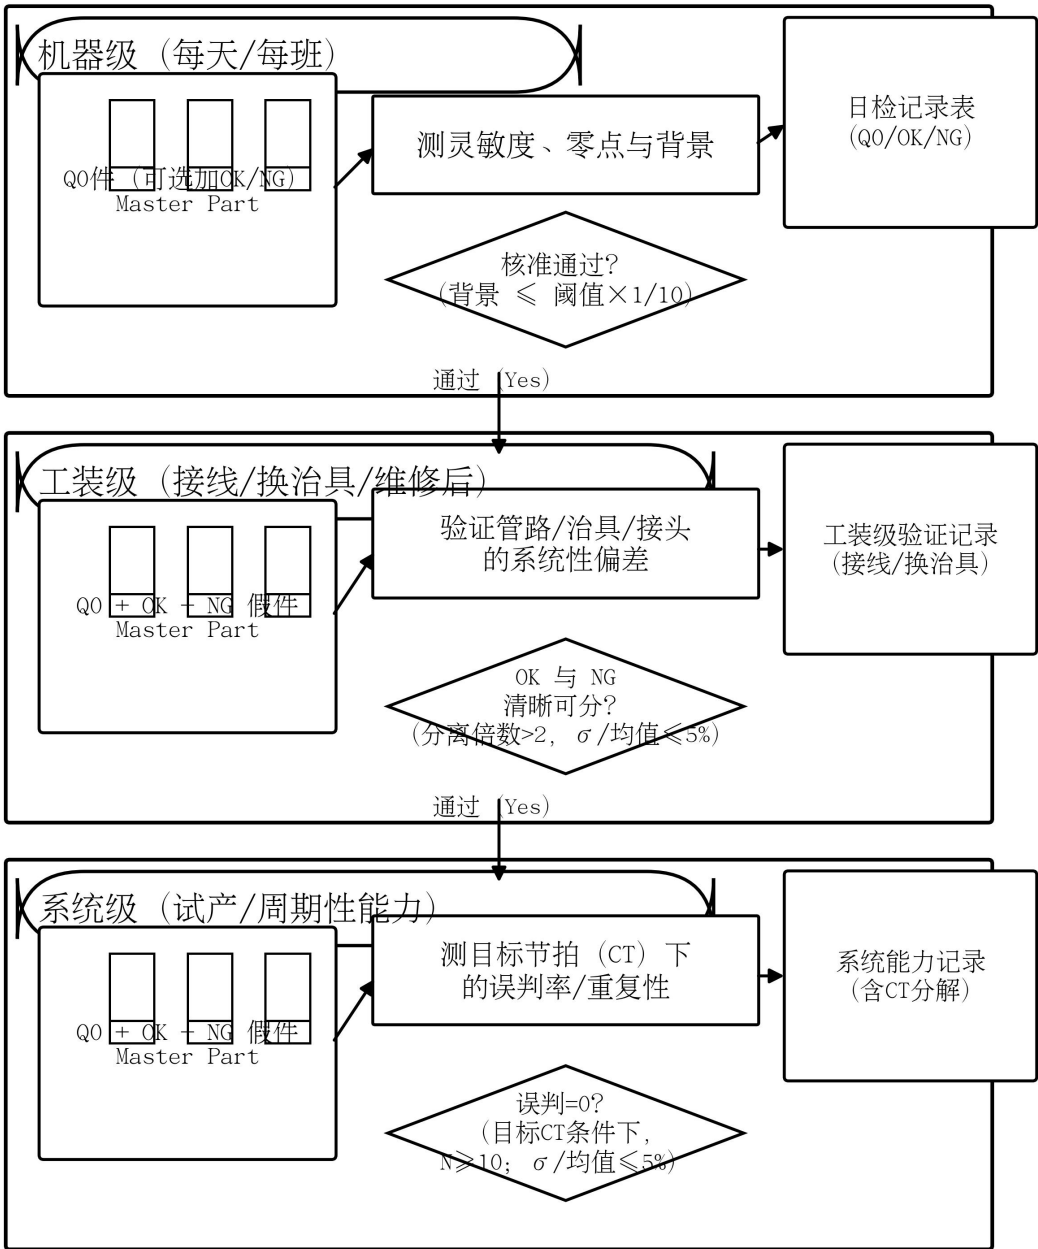 机器级（每天/每班）
Q0件（可选加OK/NG）
Master Part
测灵敏度、零点与背景
日检记录表
(Q0/OK/NG)
核准通过?
(背景 ≤ 阈值×1/10)
通过 (Yes)
工装级（接线/换治具/维修后）
Q0 + OK + NG 假件
Master Part
验证管路/治具/接头
的系统性偏差
工装级验证记录
(接线/换治具)
OK 与 NG
清晰可分?
(分离倍数>2, σ/均值≤5%)
通过 (Yes)
系统级（试产/周期性能力）
Q0 + OK + NG 假件
Master Part
测目标节拍（CT）下
的误判率/重复性
系统能力记录
(含CT分解)
误判=0?
(目标CT条件下,
N≥10; σ/均值≤5%)